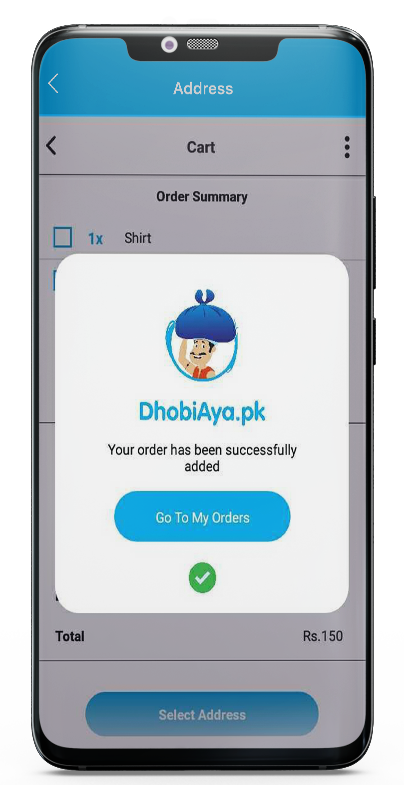 Address
Cart
Order Summary
1x Shirt
DhobiAya.pk
Your order has been successfully
added
Go To My Orders
Total Rs.150
Select Address